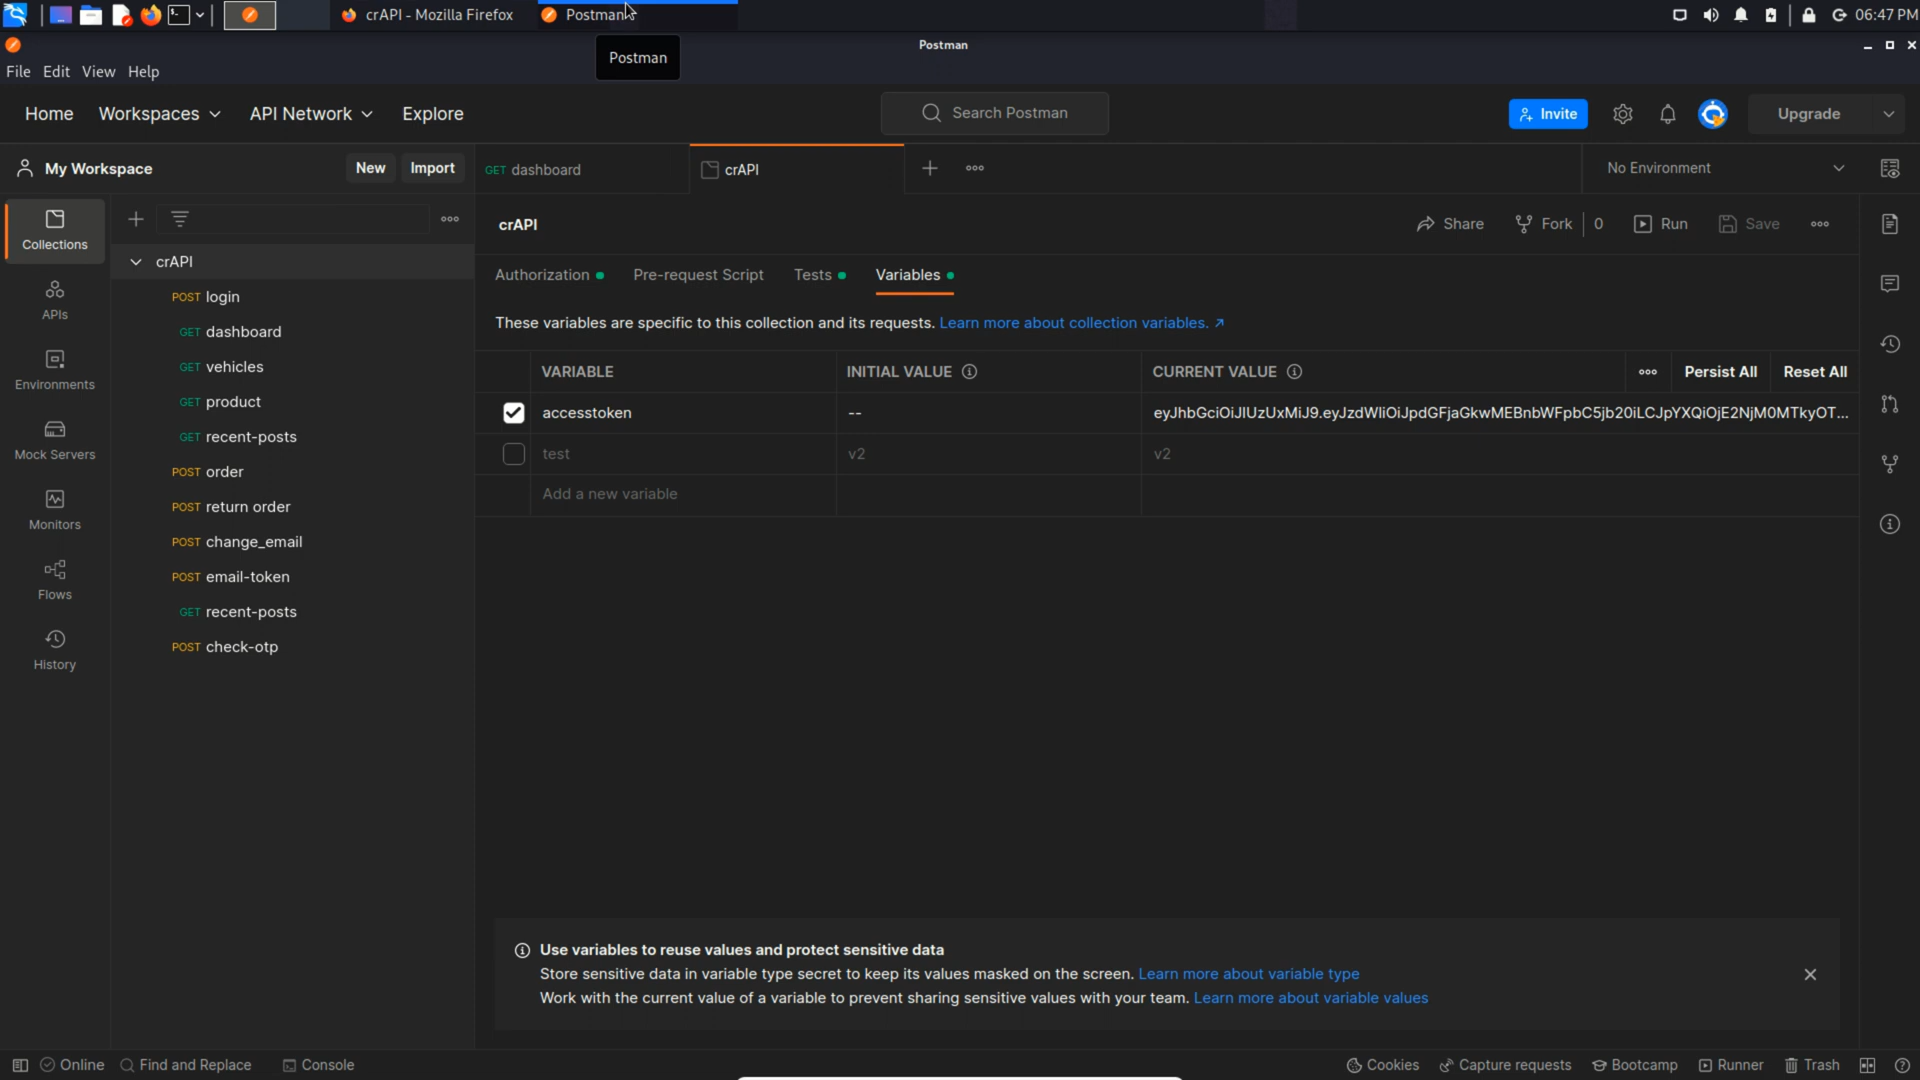 crAPI - Mozilla Firefox
Postman
06:47 PM
Postman
Postman
File Edit View Help
Home Workspaces API Network Explore
Search Postman
Invite
Upgrade
My Workspace
New
Import
GET dashboard
crAPI
No Environment
Collections
APIs
Environments
Mock Servers
Monitors
Flows
History
crAPI
POST login
GET dashboard
GET vehicles
GET product
GET recent-posts
POST order
POST return order
POST change_email
POST email-token
GET recent-posts
POST check-otp
crAPI
Share
Fork 0
Run
Save
Authorization
Pre-request Script
Tests
Variables
These variables are specific to this collection and its requests. Learn more about collection variables. ↗
VARIABLE INITIAL VALUE CURRENT VALUE Persist All Reset All
accesstoken -- eyJhbGciOiJIUzUxMiJ9.eyJzdWIiOiJpdGFjaGkwMEBnbWFpbC5jb20iLCJpYXQiOjE2NjM0MTkyOT...
test v2 v2
Add a new variable
Use variables to reuse values and protect sensitive data
Store sensitive data in variable type secret to keep its values masked on the screen. Learn more about variable type
Work with the current value of a variable to prevent sharing sensitive values with your team. Learn more about variable values
Online Find and Replace Console Cookies Capture requests Bootcamp Runner Trash